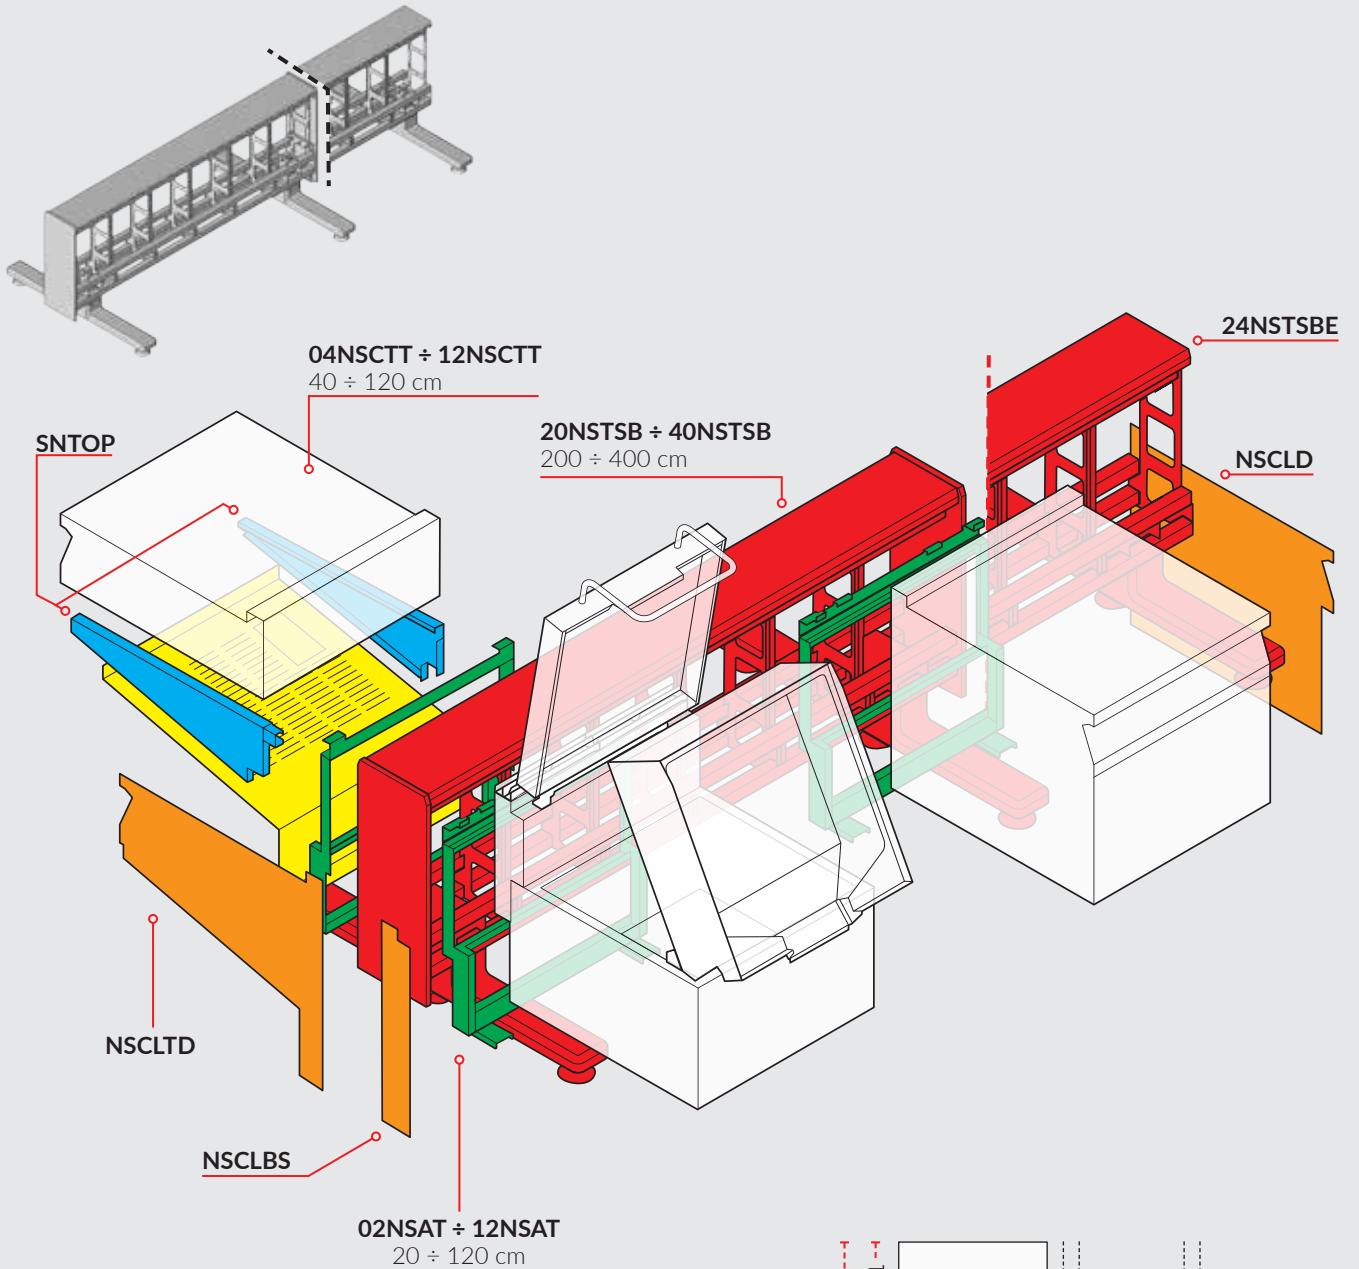 24NSTSBE
04NSCTT ÷ 12NSCTT
40 ÷ 120 cm
SNTOP
20NSTSB ÷ 40NSTSB
200 ÷ 400 cm
NSCLD
NSCLTD
NSCLBS
02NSAT ÷ 12NSAT
20 ÷ 120 cm